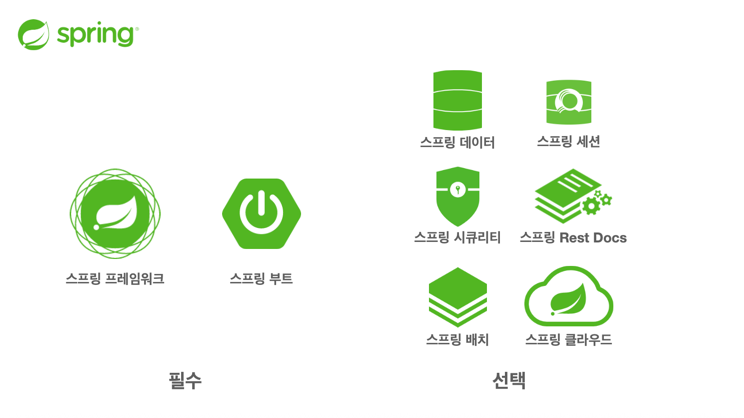 spring
스프링 데이터
스프링 세션
스프링 프레임워크
스프링 부트
스프링 시큐리티
스프링 Rest Docs
스프링 배치
스프링 클라우드
필수
선택